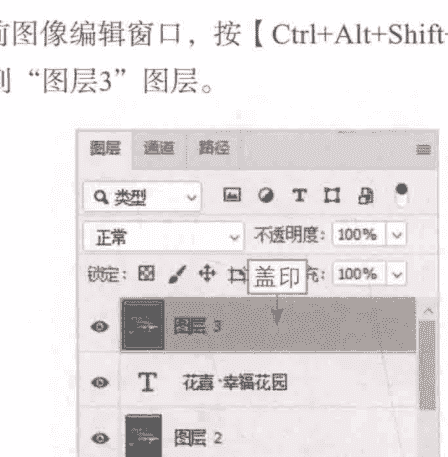 前图像编辑窗口，按【Ctrl+Alt+Shift+
到“图层3”图层。
图层 通道 路径
类型
正常 不透明度：100%
锁定： 盖印 充：100%
图层 3
T 花喜·幸福花园
图层 2